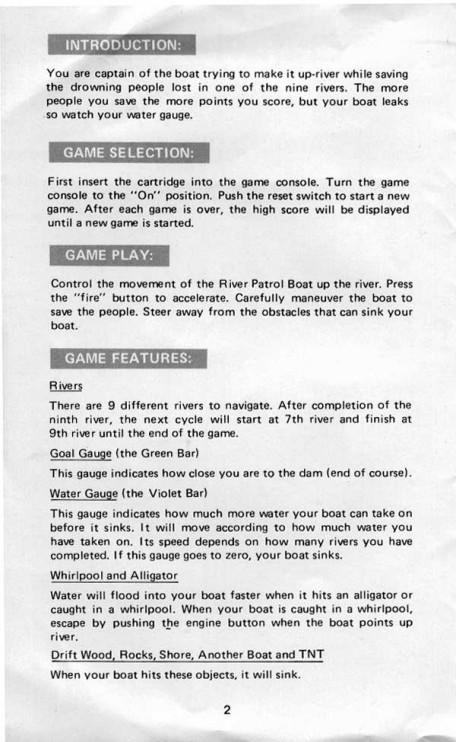 INTRODUCTION:
You are captain of the boat trying to make it up-river while saving
the drowning people lost in one of the nine rivers. The more
people you save the more points you score, but your boat leaks
so watch your water gauge.
GAME SELECTION:
First insert the cartridge into the game console. Turn the game
console to the "On" position. Push the reset switch to start a new
game. After each game is over, the high score will be displayed
until a new game is started.
GAME PLAY:
Control the movement of the River Patrol Boat up the river. Press
the "fire" button to accelerate. Carefully maneuver the boat to
save the people. Steer away from the obstacles that can sink your
boat.
GAME FEATURES:
Rivers
There are 9 different rivers to navigate. After completion of the
ninth river, the next cycle will start at 7th river and finish at
9th river until the end of the game.
Goal Gauge (the Green Bar)
This gauge indicates how close you are to the dam (end of course).
Water Gauge (the Violet Bar)
This gauge indicates how much more water your boat can take on
before it sinks. It will move according to how much water you
have taken on. Its speed depends on how many rivers you have
completed. If this gauge goes to zero, your boat sinks.
Whirlpool and Alligator
Water will flood into your boat faster when it hits an alligator or
caught in a whirlpool. When your boat is caught in a whirlpool,
escape by pushing the engine button when the boat points up
river.
Drift Wood, Rocks, Shore, Another Boat and TNT
When your boat hits these objects, it will sink.
2